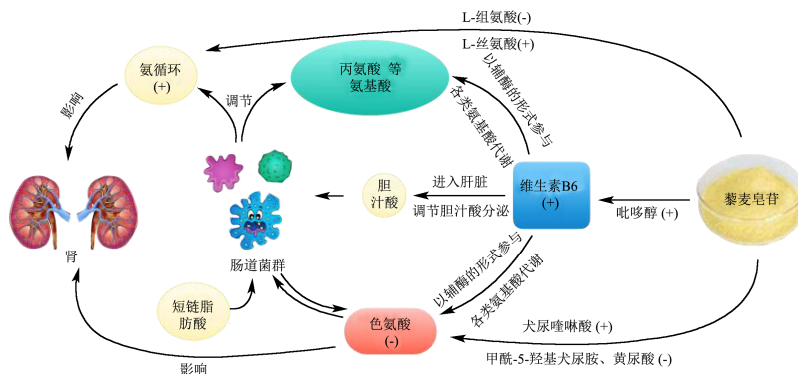 L-组氨酸(-)
L-丝氨酸(+)
氨循环
(+)
丙氨酸 等
氨基酸
调节
影响
以辅酶的形式参与
各类氨基酸代谢
肾
肠道菌群
胆
汁酸
进入肝脏
调节胆汁酸分泌
维生素B6
(+)
吡哆醇 (+)
藜麦皂苷
以辅酶的形式参与
各类氨基酸代谢
短链脂
肪酸
色氨酸
(-)
犬尿喹啉酸 (+)
甲酰-5-羟基犬尿胺、黄尿酸 (-)
影响